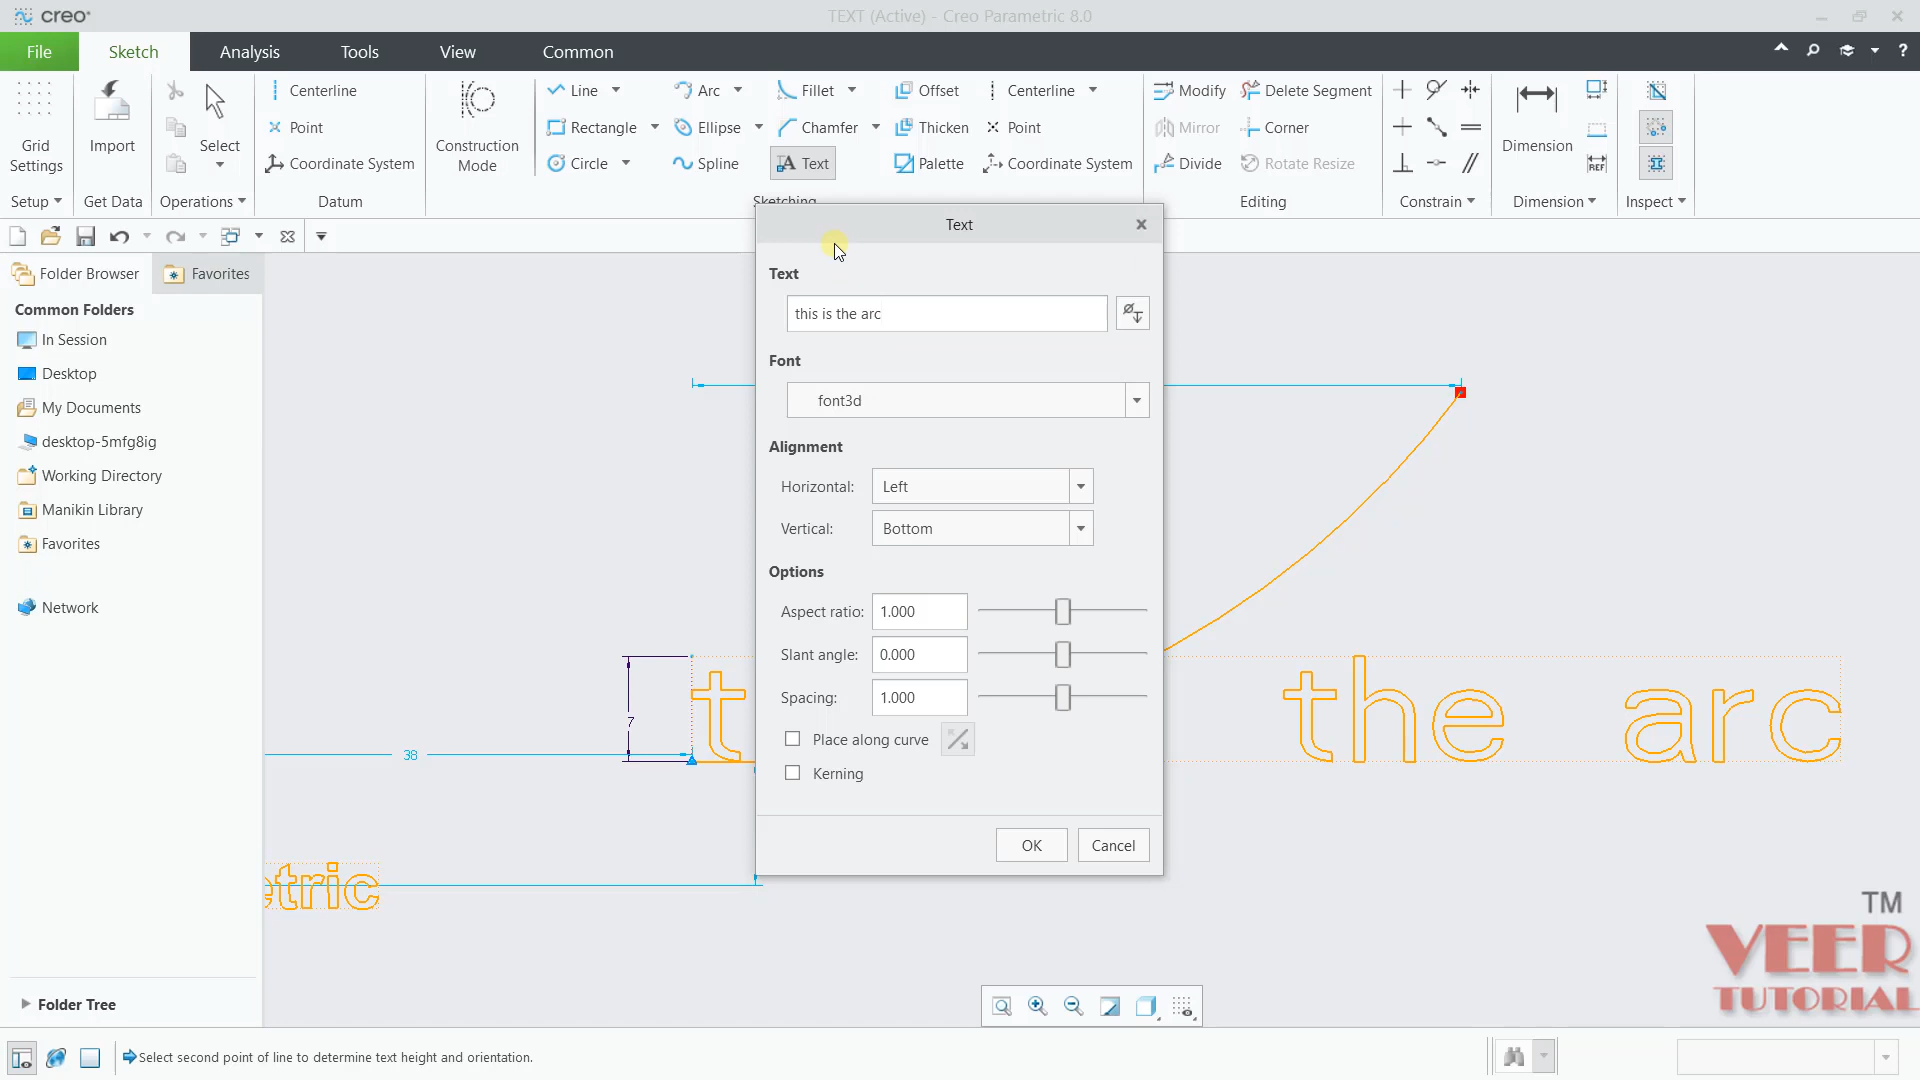 creo°
TEXT (Active) - Creo Parametric 8.0
File
Sketch
Analysis
Tools
View
Common
Grid Settings
Setup
Import
Get Data
Select
Operations
Centerline
Point
Coordinate System
Datum
Construction Mode
Line
Arc
Fillet
Offset
Centerline
Rectangle
Ellipse
Chamfer
Thicken
Point
Circle
Spline
Text
Palette
Coordinate System
Sketching
Modify
Delete Segment
Mirror
Corner
Divide
Rotate Resize
Editing
Constrain
Dimension
REF
Dimension
Inspect
Folder Browser
Favorites
Common Folders
In Session
Desktop
My Documents
desktop-5mfg8ig
Working Directory
Manikin Library
Favorites
Network
Folder Tree
Text
Text
this is the arc
Font
font3d
Alignment
Horizontal: Left
Vertical: Bottom
Options
Aspect ratio: 1.000
Slant angle: 0.000
Spacing: 1.000
Place along curve
Kerning
OK
Cancel
7
38
t the arc
etric
TM
VEER
TUTORIAL
Select second point of line to determine text height and orientation.